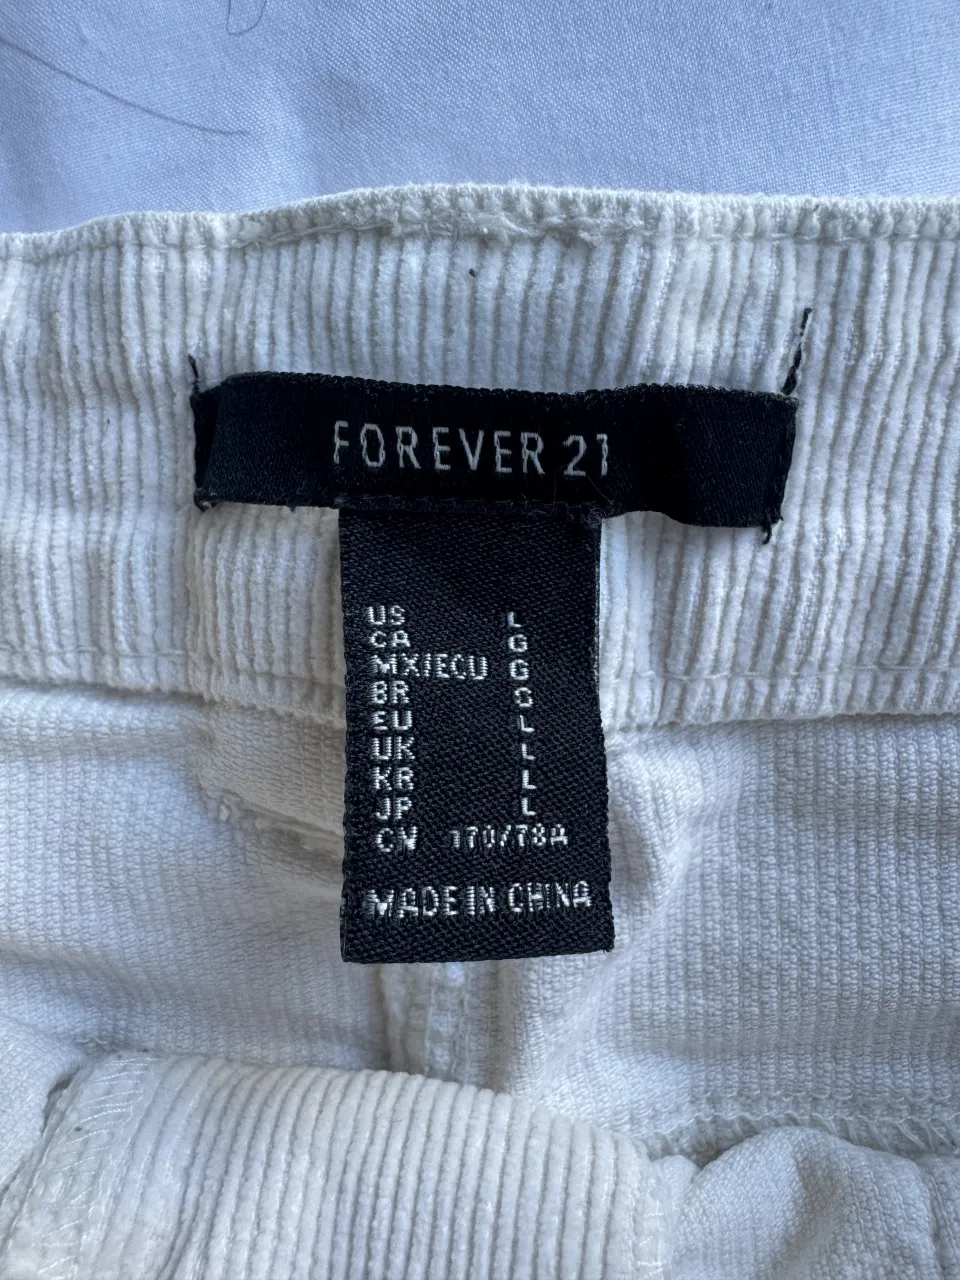 FOREVER 21
US L
CA G
MX/ECU G
BR G
EU L
UK L
KR L
JP L
CN 170/78A
MADE IN CHINA